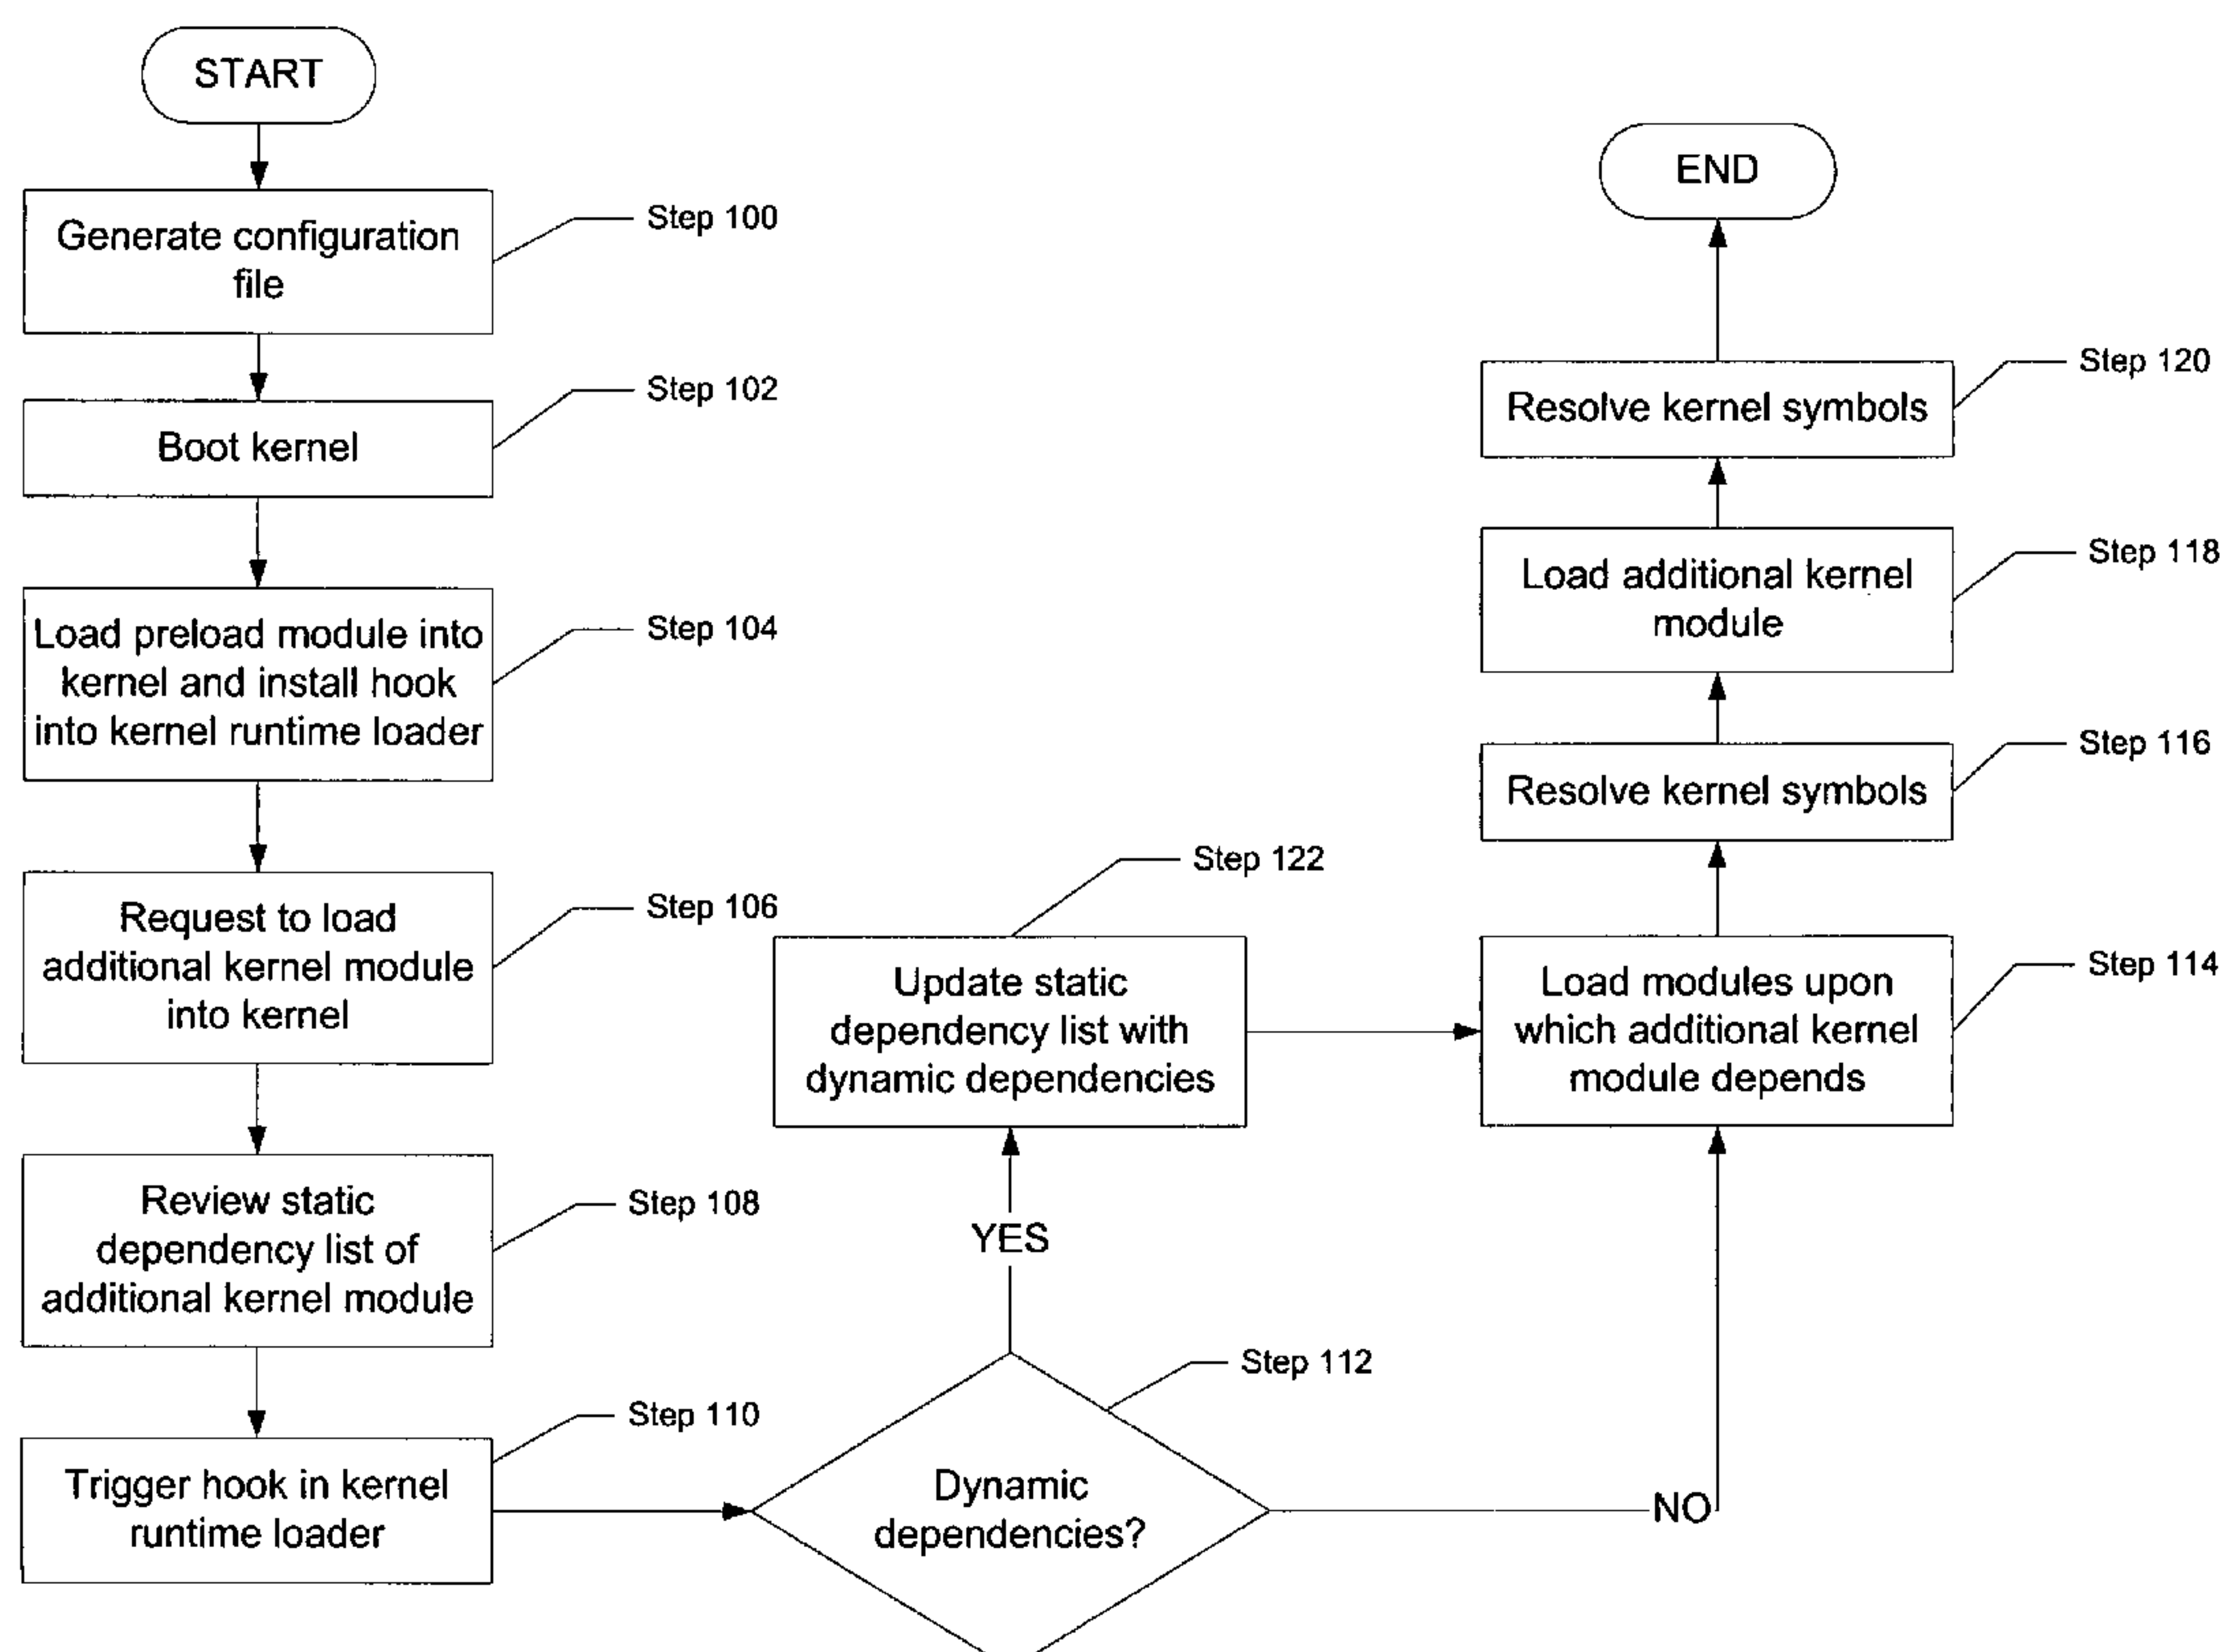 START
Generate configuration
file
Step 100
Boot kernel
Step 102
Load preload module into
kernel and install hook
into kernel runtime loader
Step 104
Request to load
additional kernel module
into kernel
Step 106
Review static
dependency list of
additional kernel module
Step 108
Trigger hook in kernel
runtime loader
Step 110
Dynamic
dependencies?
Step 112
YES
NO
Update static
dependency list with
dynamic dependencies
Step 122
Load modules upon
which additional kernel
module depends
Step 114
Resolve kernel symbols
Step 116
Load additional kernel
module
Step 118
Resolve kernel symbols
Step 120
END